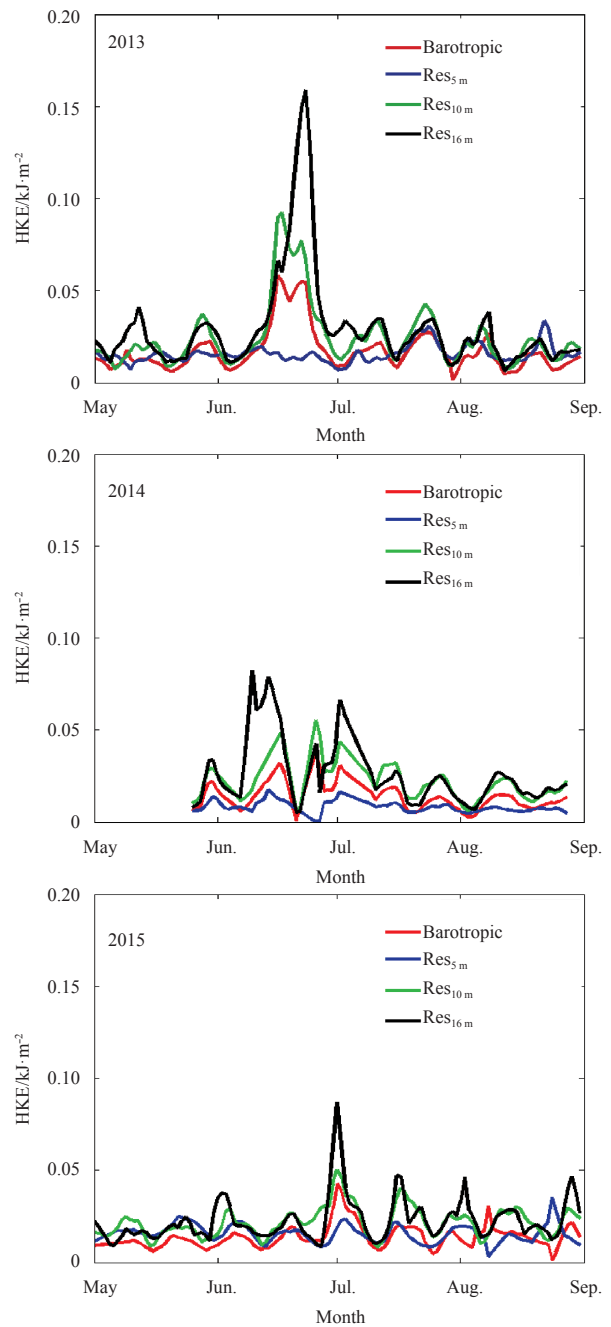 0.20
2013
Barotropic
Res5 m
0.15
Res10 m
Res16 m
HKE/kJ·m−2
0.10
0.05
0
May Jun. Jul. Aug. Sep.
Month
0.20
2014
Barotropic
Res5 m
0.15
Res10 m
Res16 m
HKE/kJ·m−2
0.10
0.05
0
May Jun. Jul. Aug. Sep.
Month
0.20
2015
Barotropic
Res5 m
0.15
Res10 m
Res16 m
HKE/kJ·m−2
0.10
0.05
0
May Jun. Jul. Aug. Sep.
Month